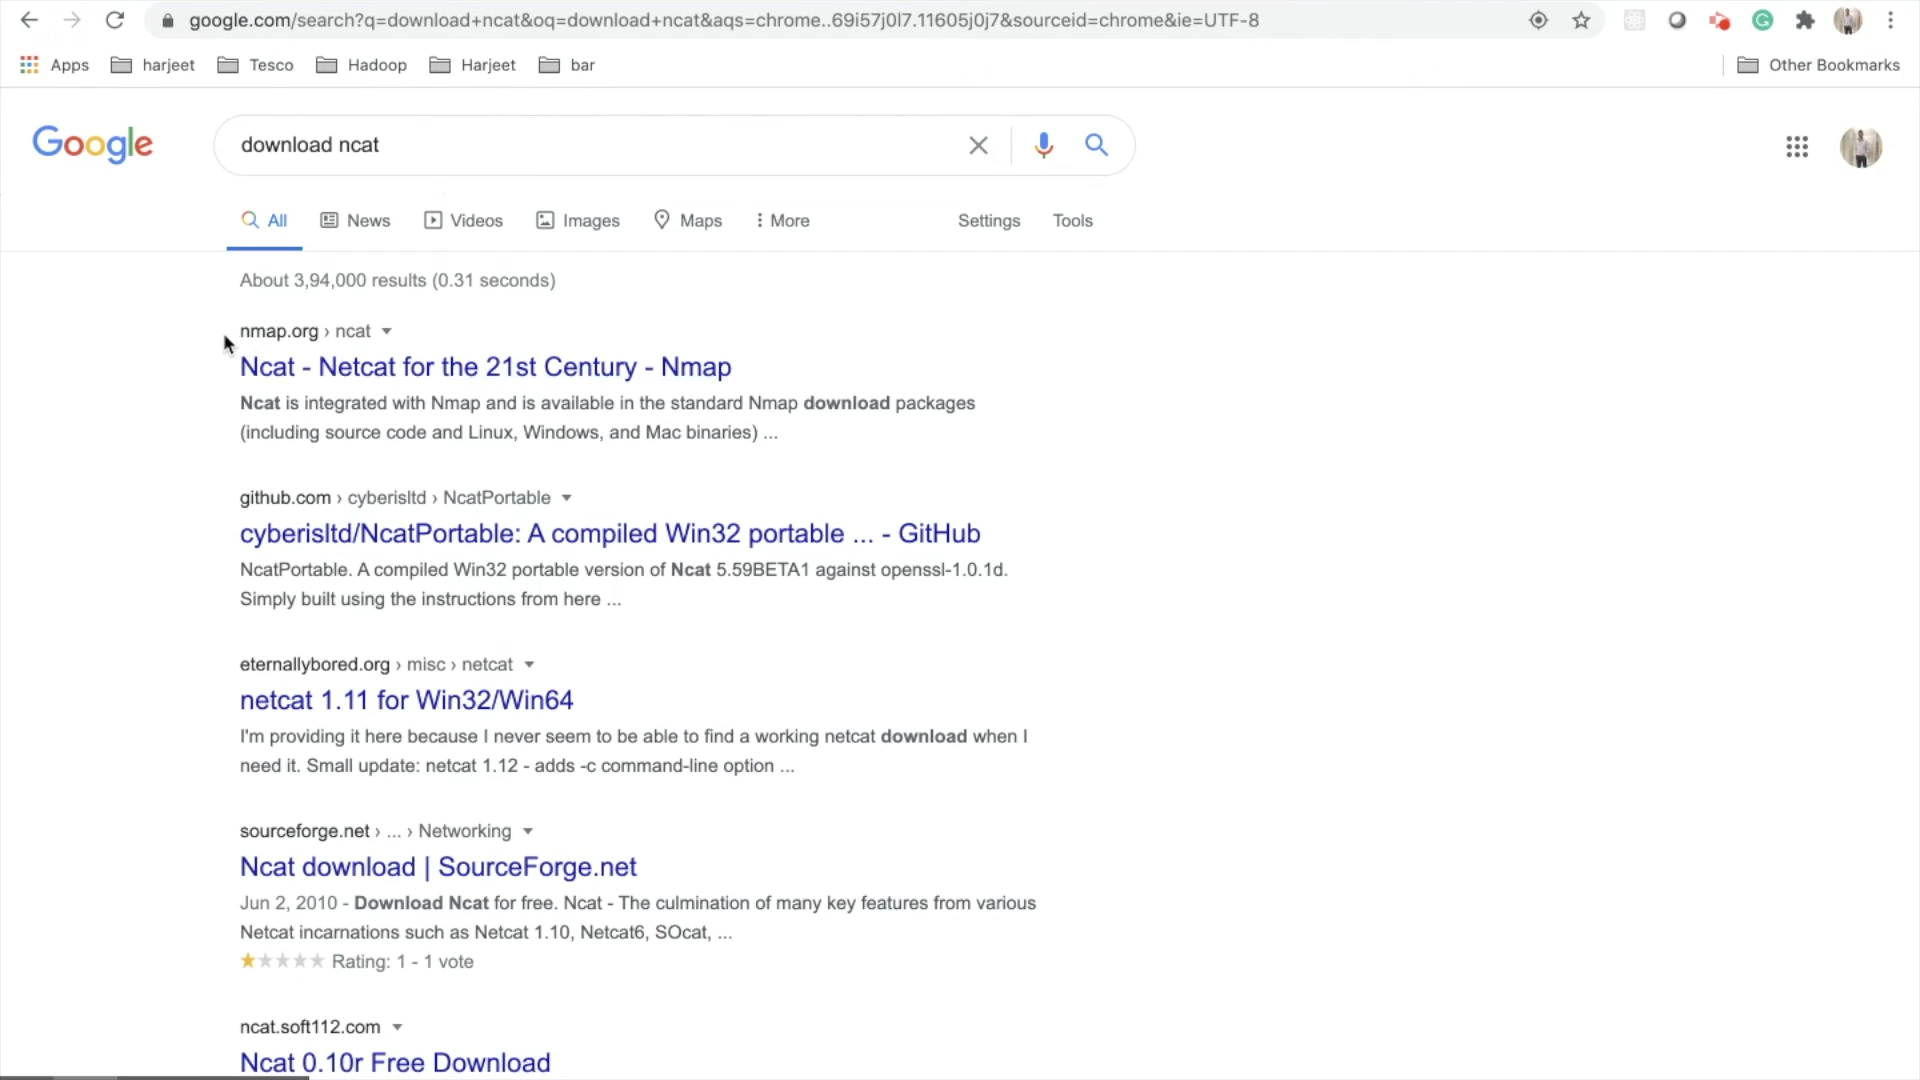 google.com/search?q=download+ncat&oq=download+ncat&aqs=chrome..69i57j0l7.11605j0j7&sourceid=chrome&ie=UTF-8
Apps harjeet Tesco Hadoop Harjeet bar Other Bookmarks
Google download ncat
All News Videos Images Maps More Settings Tools
About 3,94,000 results (0.31 seconds)
nmap.org › ncat
Ncat - Netcat for the 21st Century - Nmap
Ncat is integrated with Nmap and is available in the standard Nmap download packages
(including source code and Linux, Windows, and Mac binaries) ...
github.com › cyberisltd › NcatPortable
cyberisltd/NcatPortable: A compiled Win32 portable ... - GitHub
NcatPortable. A compiled Win32 portable version of Ncat 5.59BETA1 against openssl-1.0.1d.
Simply built using the instructions from here ...
eternallybored.org › misc › netcat
netcat 1.11 for Win32/Win64
I'm providing it here because I never seem to be able to find a working netcat download when I
need it. Small update: netcat 1.12 - adds -c command-line option ...
sourceforge.net › ... › Networking
Ncat download | SourceForge.net
Jun 2, 2010 - Download Ncat for free. Ncat - The culmination of many key features from various
Netcat incarnations such as Netcat 1.10, Netcat6, SOcat, ...
Rating: 1 - 1 vote
ncat.soft112.com
Ncat 0.10r Free Download